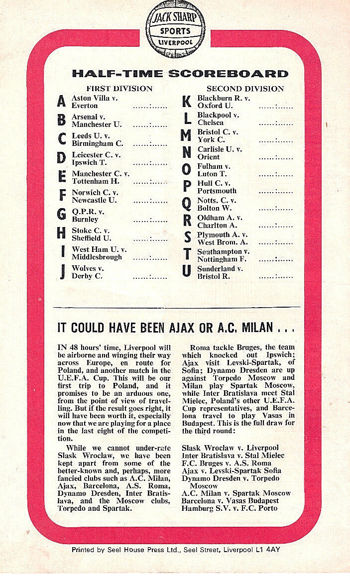 JACK SHARP
SPORTS
LIVERPOOL
HALF-TIME SCOREBOARD
FIRST DIVISION
A Aston Villa v.
Everton ......:......
B Arsenal v.
Manchester U. ......:......
C Leeds U. v.
Birmingham C. ......:......
D Leicester C. v.
Ipswich T. ......:......
E Manchester C. v.
Tottenham H. ......:......
F Norwich C. v.
Newcastle U. ......:......
G Q.P.R. v.
Burnley ......:......
H Stoke C. v.
Sheffield U. ......:......
I West Ham U. v.
Middlesbrough ......:......
J Wolves v.
Derby C. ......:......
SECOND DIVISION
K Blackburn R. v.
Oxford U. ......:......
L Blackpool v.
Chelsea ......:......
M Bristol C. v.
York C. ......:......
N Carlisle U. v.
Orient ......:......
O Fulham v.
Luton T. ......:......
P Hull C. v.
Portsmouth ......:......
Q Notts. C. v.
Bolton W. ......:......
R Oldham A. v.
Charlton A. ......:......
S Plymouth A. v.
West Brom. A. ......:......
T Southampton v.
Nottingham F. ......:......
U Sunderland v.
Bristol R. ......:......
IT COULD HAVE BEEN AJAX OR A.C. MILAN . . .
IN 48 hours' time, Liverpool will
be airborne and winging their way
across Europe, en route for
Poland, and another match in the
U.E.F.A. Cup. This will be our
first trip to Poland, and it
promises to be an arduous one,
from the point of view of travel-
ling. But if the result goes right, it
will have been worth it, especially
now that we are playing for a place
in the last eight of the competi-
tion.
While we cannot under-rate
Slask Wroclaw, we have been
kept apart from some of the
better-known and, perhaps, more
fancied clubs such as A.C. Milan,
Ajax, Barcelona, A.S. Roma,
Dynamo Dresden, Inter Bratis-
lava, and the Moscow clubs,
Torpedo and Spartak.
Roma tackle Bruges, the team
which knocked out Ipswich;
Ajax visit Levski-Spartak, of
Sofia; Dynamo Dresden are up
against Torpedo Moscow and
Milan play Spartak Moscow,
while Inter Bratislava meet Stal
Mielec, Poland's other U.E.F.A.
Cup representatives, and Barce-
lona travel to play Vasas in
Budapest. This is the full draw for
the third round:
Slask Wroclaw v. Liverpool
Inter Bratislava v. Stal Mielec
F.C. Bruges v. A.S. Roma
Ajax v. Levski-Spartak Sofia
Dynamo Dresden v. Torpedo
Moscow
A.C. Milan v. Spartak Moscow
Barcelona v. Vasas Budapest
Hamburg S.V. v. F.C. Porto
Printed by Seel House Press Ltd., Seel Street, Liverpool L1 4AY